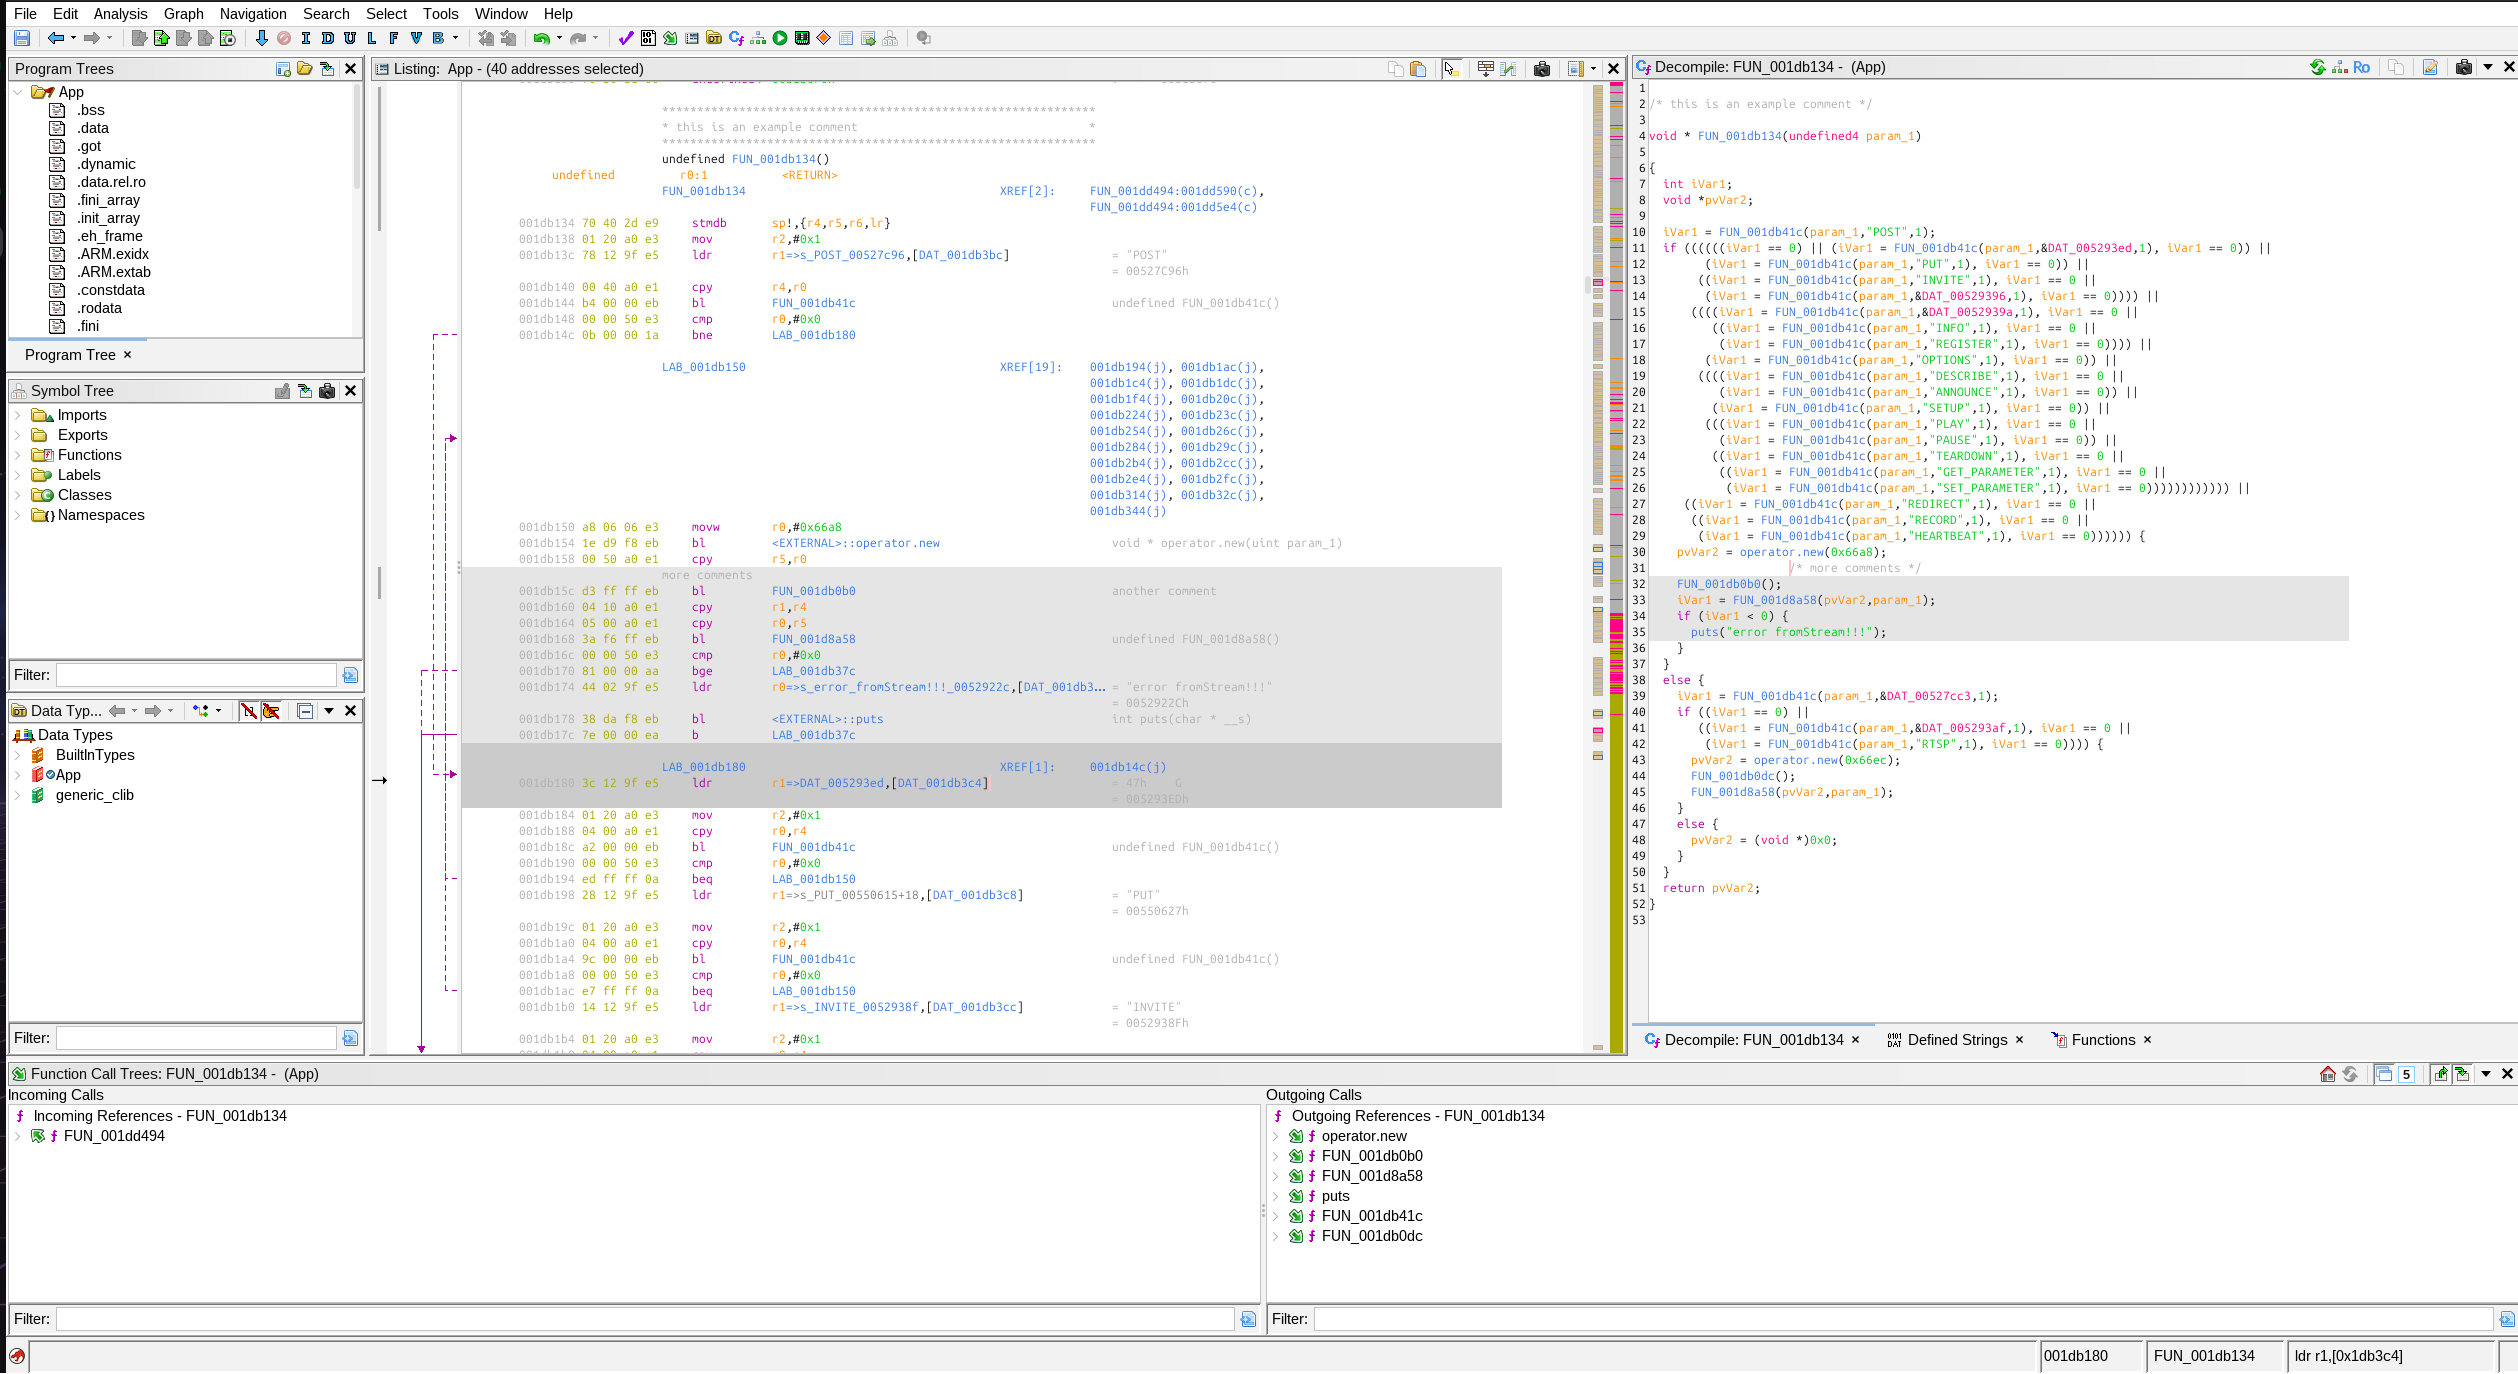 File Edit Analysis Graph Navigation Search Select Tools Window Help
I D U L F V B
Program Trees
App
.bss
.data
.got
.dynamic
.data.rel.ro
.fini_array
.init_array
.eh_frame
.ARM.exidx
.ARM.extab
.constdata
.rodata
.fini
Program Tree ×
Symbol Tree
Imports
Exports
Functions
Labels
Classes
Namespaces
Filter:
Data Typ...
Data Types
BuiltInTypes
App
generic_clib
Filter:
Listing: App - (40 addresses selected)
**************************************************************
* this is an example comment *
**************************************************************
undefined FUN_001db134()
undefined r0:1 <RETURN>
FUN_001db134 XREF[2]: FUN_001dd494:001dd590(c),
FUN_001dd494:001dd5e4(c)
001db134 70 40 2d e9 stmdb sp!,{r4,r5,r6,lr}
001db138 01 20 a0 e3 mov r2,#0x1
001db13c 78 12 9f e5 ldr r1=>s_POST_00527c96,[DAT_001db3bc] = "POST"
= 00527C96h
001db140 00 40 a0 e1 cpy r4,r0
001db144 b4 00 00 eb bl FUN_001db41c undefined FUN_001db41c()
001db148 00 00 50 e3 cmp r0,#0x0
001db14c 0b 00 00 1a bne LAB_001db180
LAB_001db150 XREF[19]: 001db194(j), 001db1ac(j),
001db1c4(j), 001db1dc(j),
001db1f4(j), 001db20c(j),
001db224(j), 001db23c(j),
001db254(j), 001db26c(j),
001db284(j), 001db29c(j),
001db2b4(j), 001db2cc(j),
001db2e4(j), 001db2fc(j),
001db314(j), 001db32c(j),
001db344(j)
001db150 a8 06 06 e3 movw r0,#0x66a8
001db154 1e d9 f8 eb bl <EXTERNAL>::operator.new void * operator.new(uint param_1)
001db158 00 50 a0 e1 cpy r5,r0
more comments
001db15c d3 ff ff eb bl FUN_001db0b0 another comment
001db160 04 10 a0 e1 cpy r1,r4
001db164 05 00 a0 e1 cpy r0,r5
001db168 3a f6 ff eb bl FUN_001d8a58 undefined FUN_001d8a58()
001db16c 00 00 50 e3 cmp r0,#0x0
001db170 81 00 00 aa bge LAB_001db37c
001db174 44 02 9f e5 ldr r0=>s_error_fromStream!!!_0052922c,[DAT_001db3... = "error fromStream!!!"
= 0052922Ch
001db178 38 da f8 eb bl <EXTERNAL>::puts int puts(char * __s)
001db17c 7e 00 00 ea b LAB_001db37c
LAB_001db180 XREF[1]: 001db14c(j)
001db180 3c 12 9f e5 ldr r1=>DAT_005293ed,[DAT_001db3c4] = 47h G
= 005293EDh
001db184 01 20 a0 e3 mov r2,#0x1
001db188 04 00 a0 e1 cpy r0,r4
001db18c a2 00 00 eb bl FUN_001db41c undefined FUN_001db41c()
001db190 00 00 50 e3 cmp r0,#0x0
001db194 ed ff ff 0a beq LAB_001db150
001db198 28 12 9f e5 ldr r1=>s_PUT_00550615+18,[DAT_001db3c8] = "PUT"
= 00550627h
001db19c 01 20 a0 e3 mov r2,#0x1
001db1a0 04 00 a0 e1 cpy r0,r4
001db1a4 9c 00 00 eb bl FUN_001db41c undefined FUN_001db41c()
001db1a8 00 00 50 e3 cmp r0,#0x0
001db1ac e7 ff ff 0a beq LAB_001db150
001db1b0 14 12 9f e5 ldr r1=>s_INVITE_0052938f,[DAT_001db3cc] = "INVITE"
= 0052938Fh
001db1b4 01 20 a0 e3 mov r2,#0x1
Decompile: FUN_001db134 - (App)
Ro
1
2 /* this is an example comment */
3
4 void * FUN_001db134(undefined4 param_1)
5
6 {
7 int iVar1;
8 void *pvVar2;
9
10 iVar1 = FUN_001db41c(param_1,"POST",1);
11 if ((((((iVar1 == 0) || (iVar1 = FUN_001db41c(param_1,&DAT_005293ed,1), iVar1 == 0)) ||
12 (iVar1 = FUN_001db41c(param_1,"PUT",1), iVar1 == 0)) ||
13 ((iVar1 = FUN_001db41c(param_1,"INVITE",1), iVar1 == 0 ||
14 (iVar1 = FUN_001db41c(param_1,&DAT_00529396,1), iVar1 == 0)))) ||
15 ((((iVar1 = FUN_001db41c(param_1,&DAT_0052939a,1), iVar1 == 0 ||
16 ((iVar1 = FUN_001db41c(param_1,"INFO",1), iVar1 == 0 ||
17 (iVar1 = FUN_001db41c(param_1,"REGISTER",1), iVar1 == 0)))) ||
18 (iVar1 = FUN_001db41c(param_1,"OPTIONS",1), iVar1 == 0)) ||
19 ((((iVar1 = FUN_001db41c(param_1,"DESCRIBE",1), iVar1 == 0 ||
20 (iVar1 = FUN_001db41c(param_1,"ANNOUNCE",1), iVar1 == 0)) ||
21 (iVar1 = FUN_001db41c(param_1,"SETUP",1), iVar1 == 0)) ||
22 (((iVar1 = FUN_001db41c(param_1,"PLAY",1), iVar1 == 0 ||
23 (iVar1 = FUN_001db41c(param_1,"PAUSE",1), iVar1 == 0)) ||
24 ((iVar1 = FUN_001db41c(param_1,"TEARDOWN",1), iVar1 == 0 ||
25 ((iVar1 = FUN_001db41c(param_1,"GET_PARAMETER",1), iVar1 == 0 ||
26 (iVar1 = FUN_001db41c(param_1,"SET_PARAMETER",1), iVar1 == 0)))))))))))) ||
27 ((iVar1 = FUN_001db41c(param_1,"REDIRECT",1), iVar1 == 0 ||
28 ((iVar1 = FUN_001db41c(param_1,"RECORD",1), iVar1 == 0 ||
29 (iVar1 = FUN_001db41c(param_1,"HEARTBEAT",1), iVar1 == 0)))))) {
30 pvVar2 = operator.new(0x66a8);
31 /* more comments */
32 FUN_001db0b0();
33 iVar1 = FUN_001d8a58(pvVar2,param_1);
34 if (iVar1 < 0) {
35 puts("error fromStream!!!");
36 }
37 }
38 else {
39 iVar1 = FUN_001db41c(param_1,&DAT_00527cc3,1);
40 if ((iVar1 == 0) ||
41 ((iVar1 = FUN_001db41c(param_1,&DAT_005293af,1), iVar1 == 0 ||
42 (iVar1 = FUN_001db41c(param_1,"RTSP",1), iVar1 == 0)))) {
43 pvVar2 = operator.new(0x66ec);
44 FUN_001db0dc();
45 FUN_001d8a58(pvVar2,param_1);
46 }
47 else {
48 pvVar2 = (void *)0x0;
49 }
50 }
51 return pvVar2;
52 }
53
Decompile: FUN_001db134 × Defined Strings × Functions ×
Function Call Trees: FUN_001db134 - (App)
5
Incoming Calls
Incoming References - FUN_001db134
FUN_001dd494
Filter:
Outgoing Calls
Outgoing References - FUN_001db134
operator.new
FUN_001db0b0
FUN_001d8a58
puts
FUN_001db41c
FUN_001db0dc
Filter:
001db180 FUN_001db134 ldr r1,[0x1db3c4]